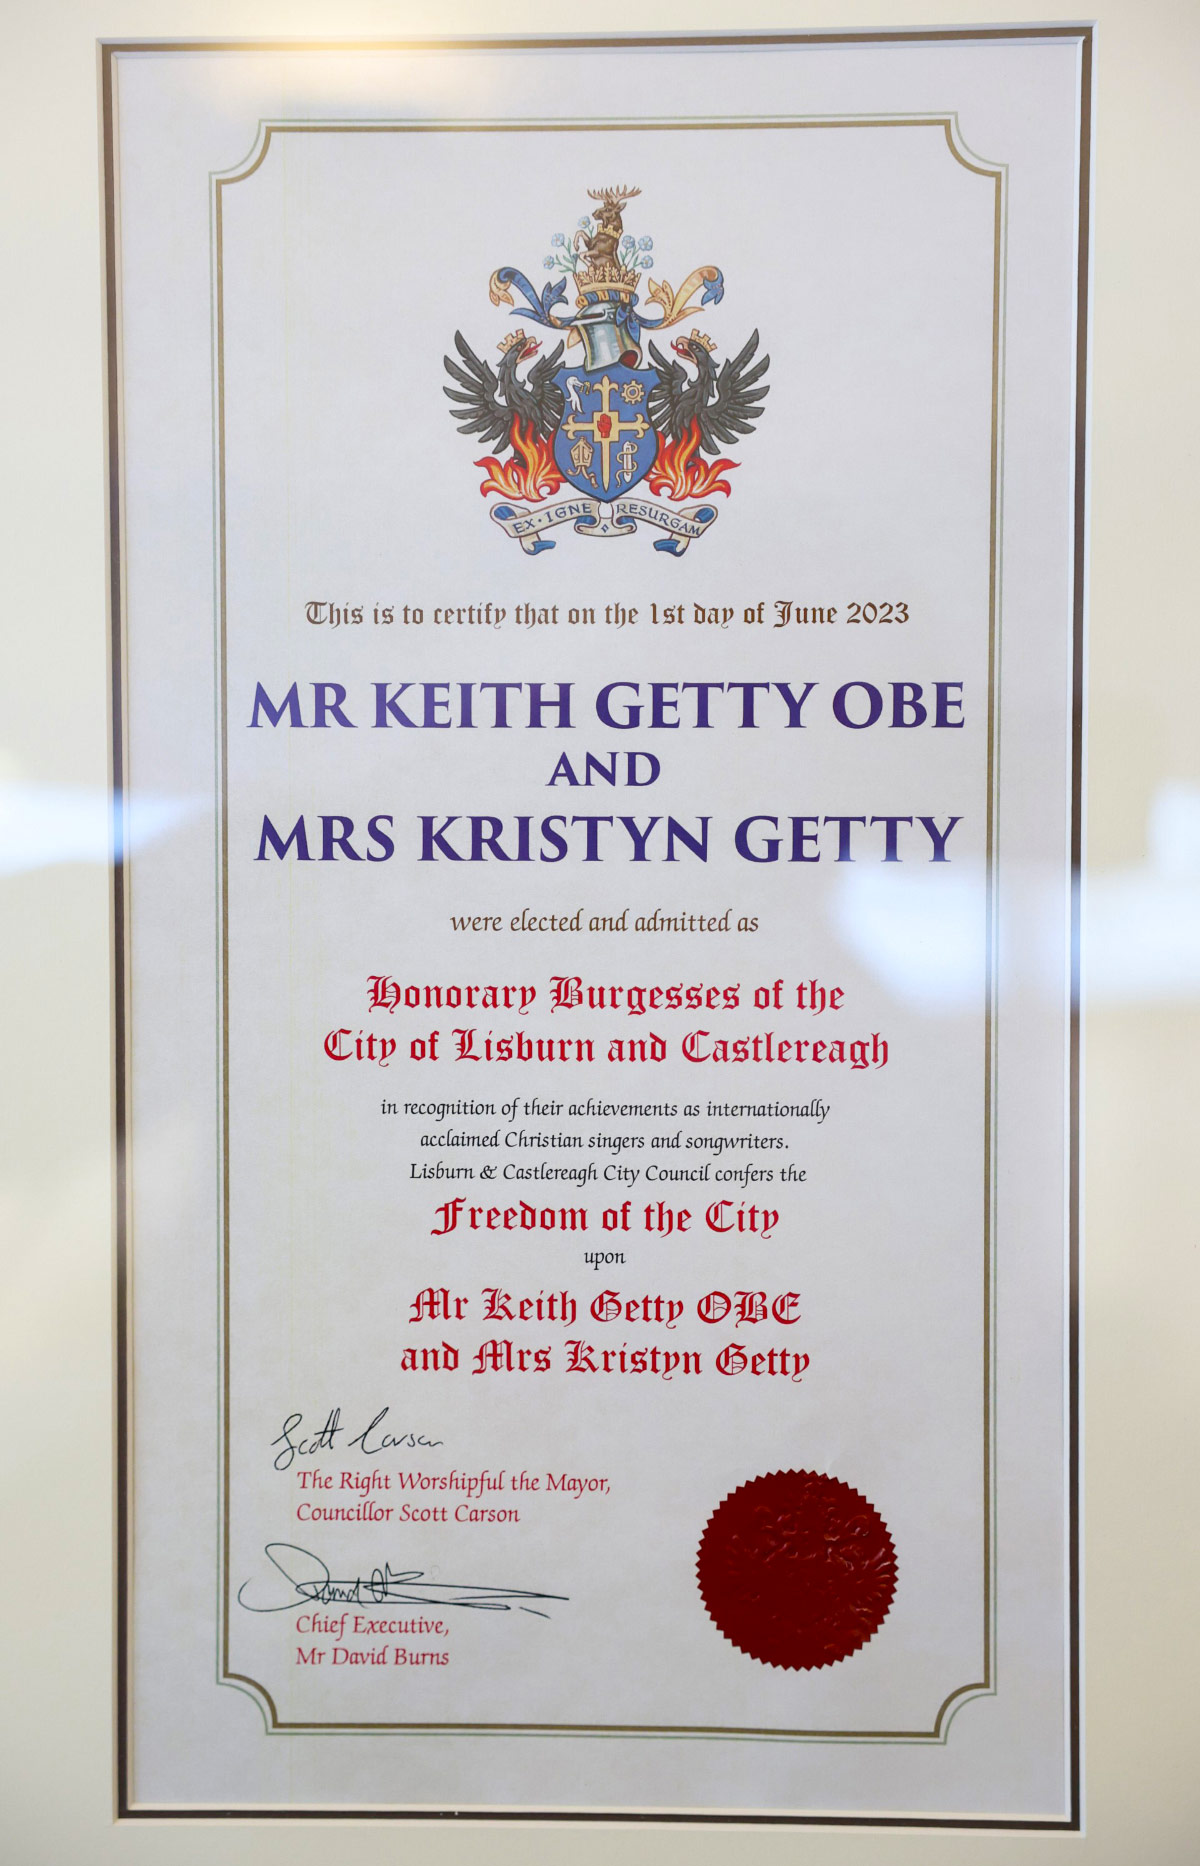 EX · IGNE RESURGAM
This is to certify that on the 1st day of June 2023
MR KEITH GETTY OBE
AND
MRS KRISTYN GETTY
were elected and admitted as
Honorary Burgesses of the
City of Lisburn and Castlereagh
in recognition of their achievements as internationally
acclaimed Christian singers and songwriters.
Lisburn & Castlereagh City Council confers the
Freedom of the City
upon
Mr Keith Getty OBE
and Mrs Kristyn Getty
Scott Carson
The Right Worshipful the Mayor,
Councillor Scott Carson
Chief Executive,
Mr David Burns